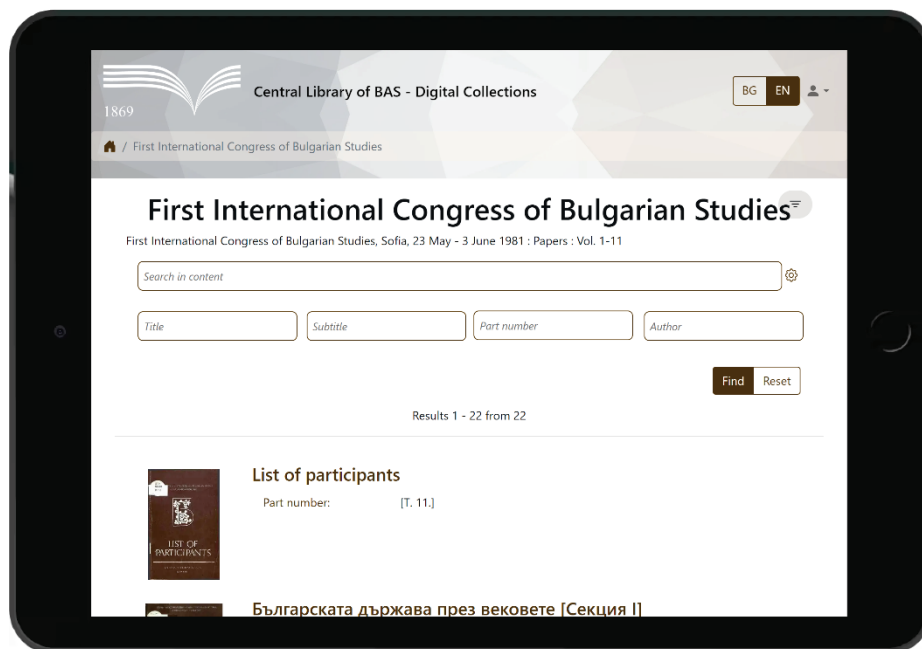 1869
Central Library of BAS - Digital Collections
BG EN
/ First International Congress of Bulgarian Studies
First International Congress of Bulgarian Studies
First International Congress of Bulgarian Studies, Sofia, 23 May - 3 June 1981 : Papers : Vol. 1-11
Search in content
Title Subtitle Part number Author
Find Reset
Results 1 - 22 from 22
List of participants
Part number: [Т. 11.]
LIST OF
PARTICIPANTS
Българската държава през вековете [Секция I]